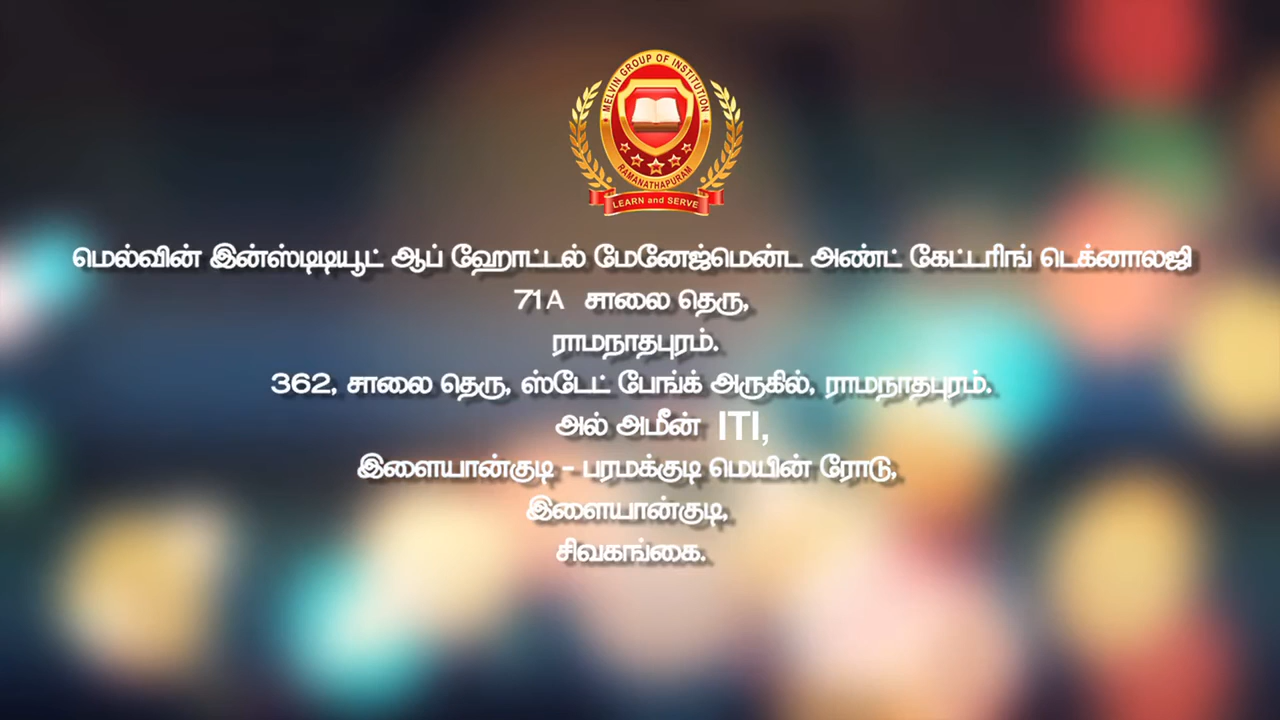 MELVIN GROUP OF INSTITUTION
RAMANATHAPURAM
LEARN and SERVE
மெல்வின் இன்ஸ்டிடியூட் ஆப் ஹோட்டல் மேனேஜ்மென்ட அண்ட் கேட்டரிங் டெக்னாலஜி
71A சாலை தெரு,
ராமநாதபுரம்.
362, சாலை தெரு, ஸ்டேட் பேங்க் அருகில், ராமநாதபுரம்.
அல் அமீன் ITI,
இளையான்குடி - பரமக்குடி மெயின் ரோடு,
இளையான்குடி,
சிவகங்கை.